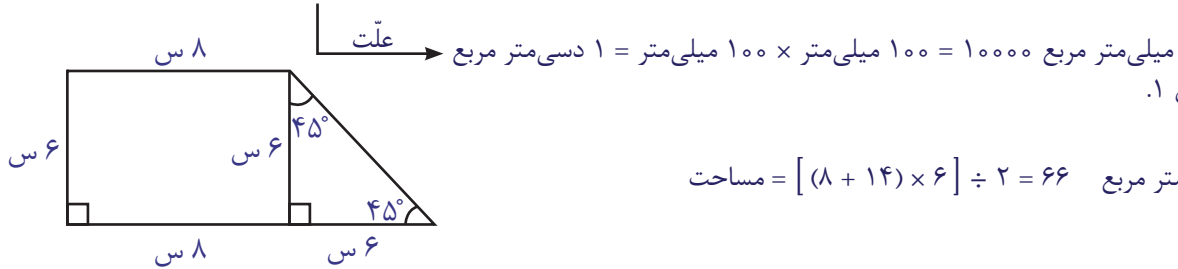 علّت
۱ دسی‌متر مربع = ۱۰۰ میلی‌متر × ۱۰۰ میلی‌متر = ۱۰۰۰۰ میلی‌متر مربع
۱.
۸ س
۶ س
۶ س
۴۵°
۴۵°
۸ س
۶ س
مساحت = [(۸ + ۱۴) × ۶] ÷ ۲ = ۶۶ متر مربع